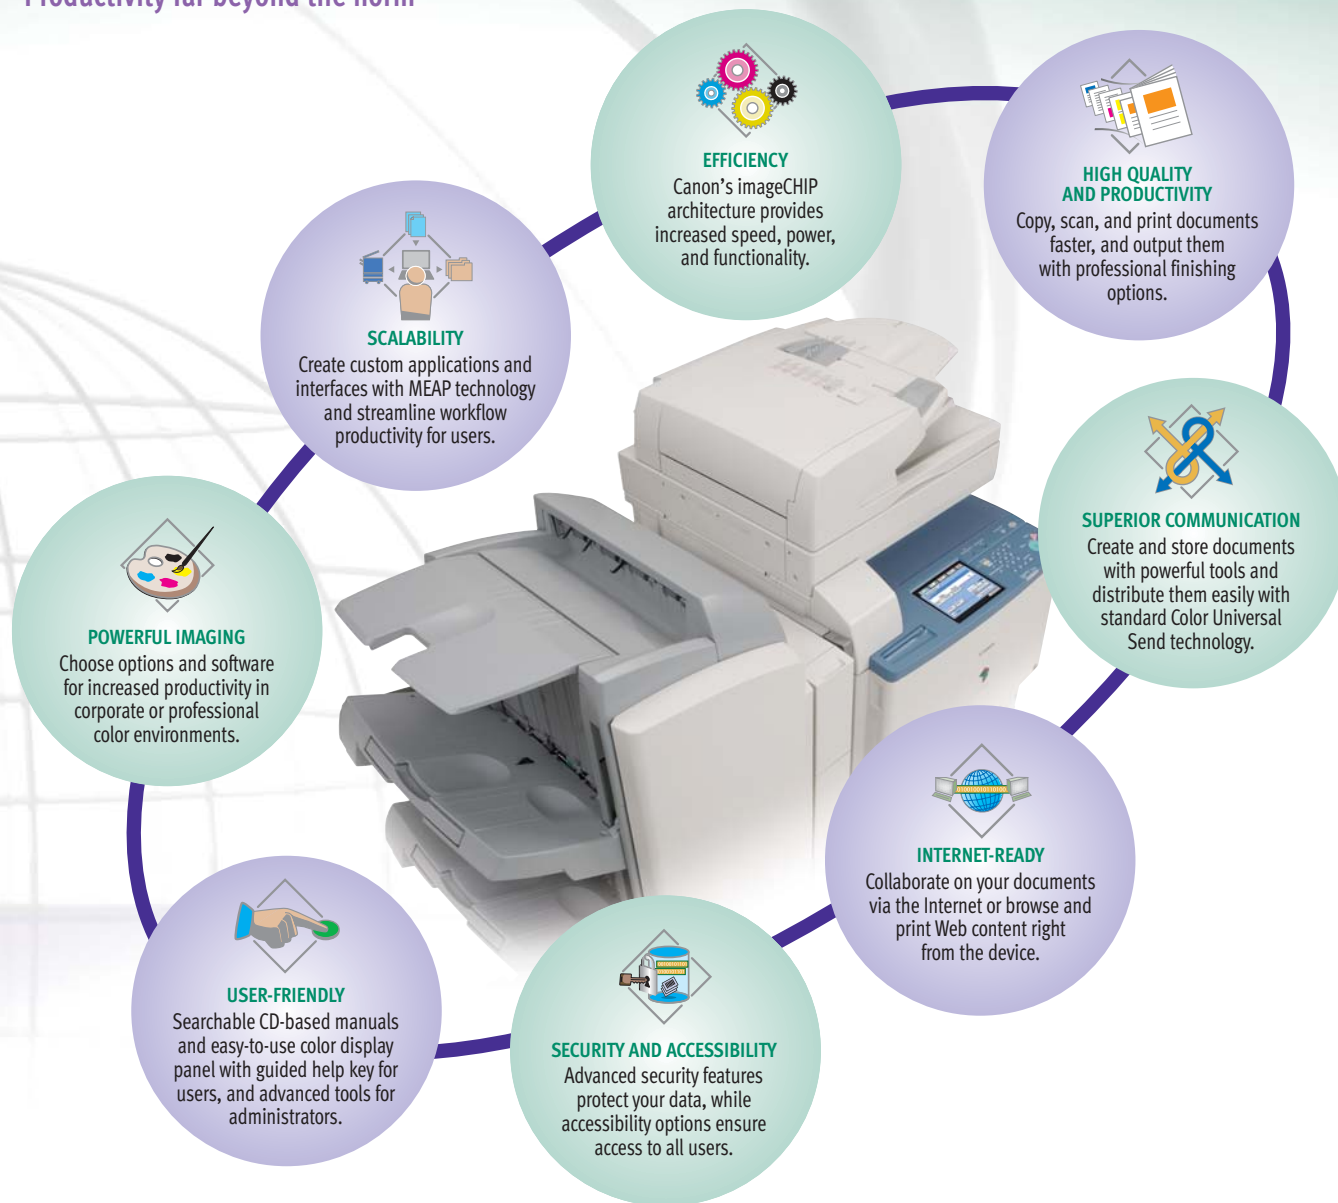 Productivity far beyond the norm
EFFICIENCY
Canon's imageCHIP
architecture provides
increased speed, power,
and functionality.
HIGH QUALITY
AND PRODUCTIVITY
Copy, scan, and print documents
faster, and output them
with professional finishing
options.
SCALABILITY
Create custom applications and
interfaces with MEAP technology
and streamline workflow
productivity for users.
SUPERIOR COMMUNICATION
Create and store documents
with powerful tools and
distribute them easily with
standard Color Universal
Send technology.
POWERFUL IMAGING
Choose options and software
for increased productivity in
corporate or professional
color environments.
INTERNET-READY
Collaborate on your documents
via the Internet or browse and
print Web content right
from the device.
USER-FRIENDLY
Searchable CD-based manuals
and easy-to-use color display
panel with guided help key for
users, and advanced tools for
administrators.
SECURITY AND ACCESSIBILITY
Advanced security features
protect your data, while
accessibility options ensure
access to all users.